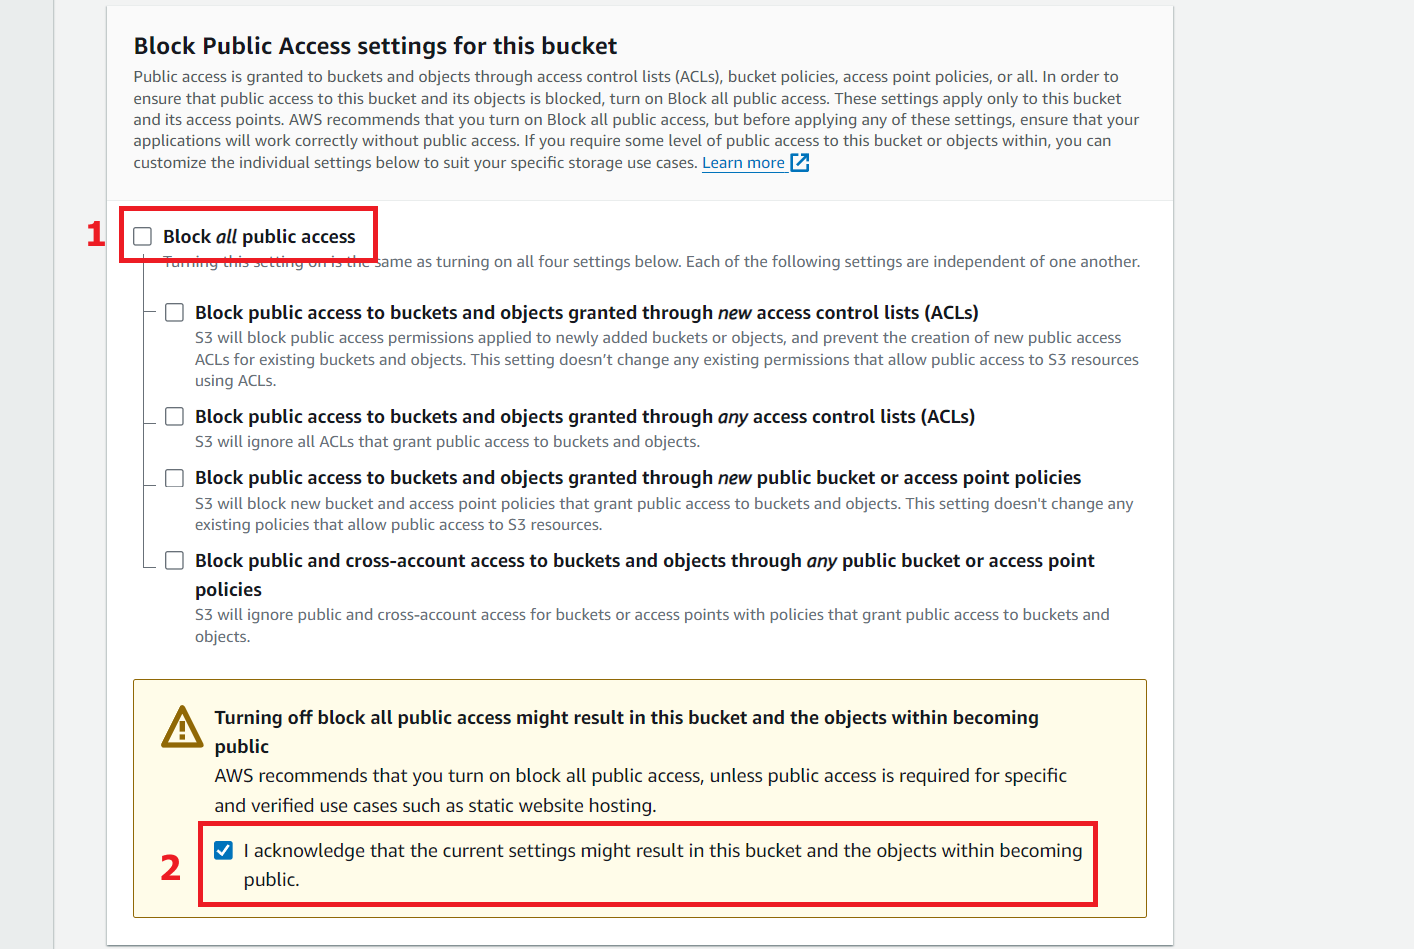 Block Public Access settings for this bucket
Public access is granted to buckets and objects through access control lists (ACLs), bucket policies, access point policies, or all. In order to
ensure that public access to this bucket and its objects is blocked, turn on Block all public access. These settings apply only to this bucket
and its access points. AWS recommends that you turn on Block all public access, but before applying any of these settings, ensure that your
applications will work correctly without public access. If you require some level of public access to this bucket or objects within, you can
customize the individual settings below to suit your specific storage use cases. Learn more
1
Block all public access
Turning this setting on is the same as turning on all four settings below. Each of the following settings are independent of one another.
Block public access to buckets and objects granted through new access control lists (ACLs)
S3 will block public access permissions applied to newly added buckets or objects, and prevent the creation of new public access
ACLs for existing buckets and objects. This setting doesn’t change any existing permissions that allow public access to S3 resources
using ACLs.
Block public access to buckets and objects granted through any access control lists (ACLs)
S3 will ignore all ACLs that grant public access to buckets and objects.
Block public access to buckets and objects granted through new public bucket or access point policies
S3 will block new bucket and access point policies that grant public access to buckets and objects. This setting doesn't change any
existing policies that allow public access to S3 resources.
Block public and cross-account access to buckets and objects through any public bucket or access point
policies
S3 will ignore public and cross-account access for buckets or access points with policies that grant public access to buckets and
objects.
Turning off block all public access might result in this bucket and the objects within becoming
public
AWS recommends that you turn on block all public access, unless public access is required for specific
and verified use cases such as static website hosting.
2
I acknowledge that the current settings might result in this bucket and the objects within becoming
public.